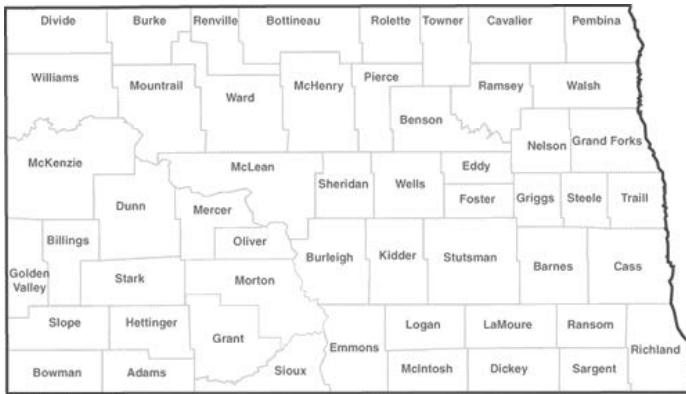 Divide
Burke
Renville
Bottineau
Rolette
Towner
Cavalier
Pembina
Williams
Mountrail
Ward
McHenry
Pierce
Benson
Ramsey
Walsh
McKenzie
Dunn
McLean
Mercer
Oliver
Sheridan
Wells
Eddy
Foster
Nelson
Grand Forks
Griggs
Steele
Traill
Golden
Valley
Billings
Stark
Morton
Burleigh
Kidder
Stutsman
Barnes
Cass
Slope
Hettinger
Grant
Emmons
Logan
LaMoure
Ransom
Richland
Bowman
Adams
Sioux
McIntosh
Dickey
Sargent